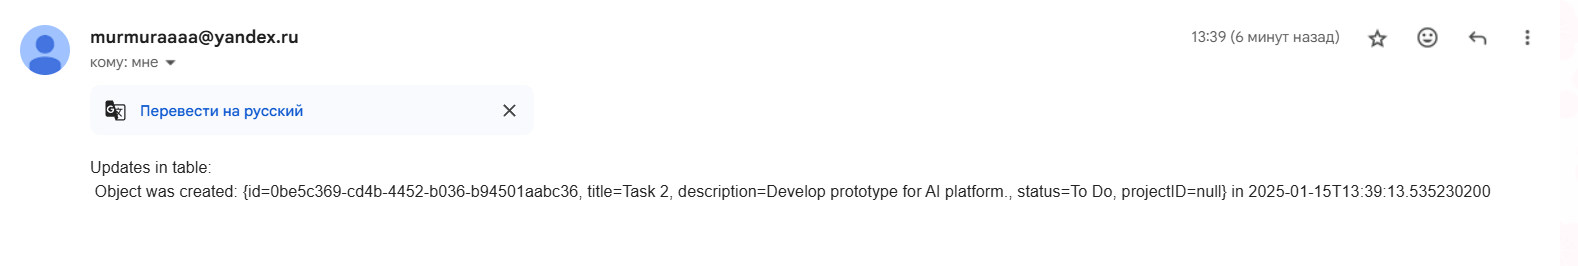 murmuraaaa@yandex.ru
13:39 (6 минут назад)
кому: мне
Перевести на русский
Updates in table:
Object was created: {id=0be5c369-cd4b-4452-b036-b94501aabc36, title=Task 2, description=Develop prototype for AI platform., status=To Do, projectID=null} in 2025-01-15T13:39:13.535230200